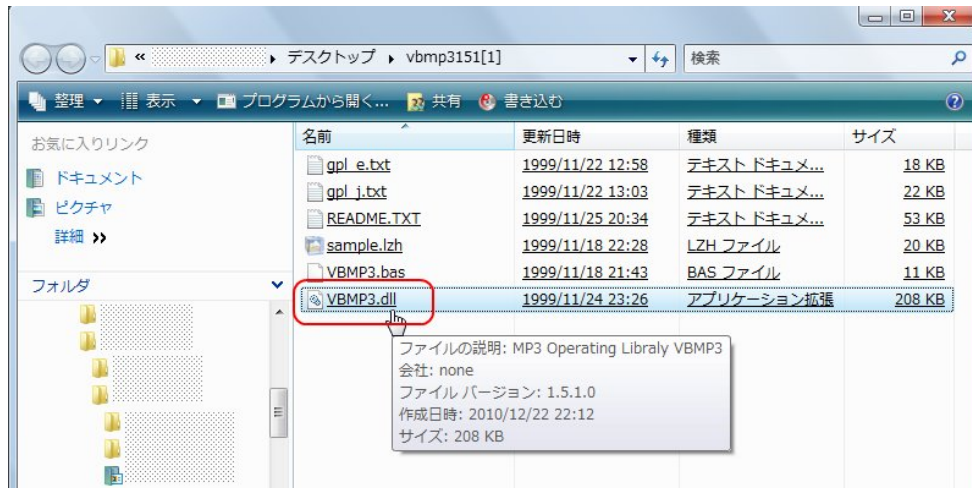 « ▸ デスクトップ ▸ vbmp3151[1]
検索
整理 表示 プログラムから開く... 共有 書き込む
お気に入りリンク
ドキュメント
ピクチャ
詳細 »
フォルダ
名前 更新日時 種類 サイズ
gpl_e.txt 1999/11/22 12:58 テキスト ドキュメ... 18 KB
gpl_j.txt 1999/11/22 13:03 テキスト ドキュメ... 22 KB
README.TXT 1999/11/25 20:34 テキスト ドキュメ... 53 KB
sample.lzh 1999/11/18 22:28 LZH ファイル 20 KB
VBMP3.bas 1999/11/18 21:43 BAS ファイル 11 KB
VBMP3.dll 1999/11/24 23:26 アプリケーション拡張 208 KB
ファイルの説明: MP3 Operating Libraly VBMP3
会社: none
ファイル バージョン: 1.5.1.0
作成日時: 2010/12/22 22:12
サイズ: 208 KB